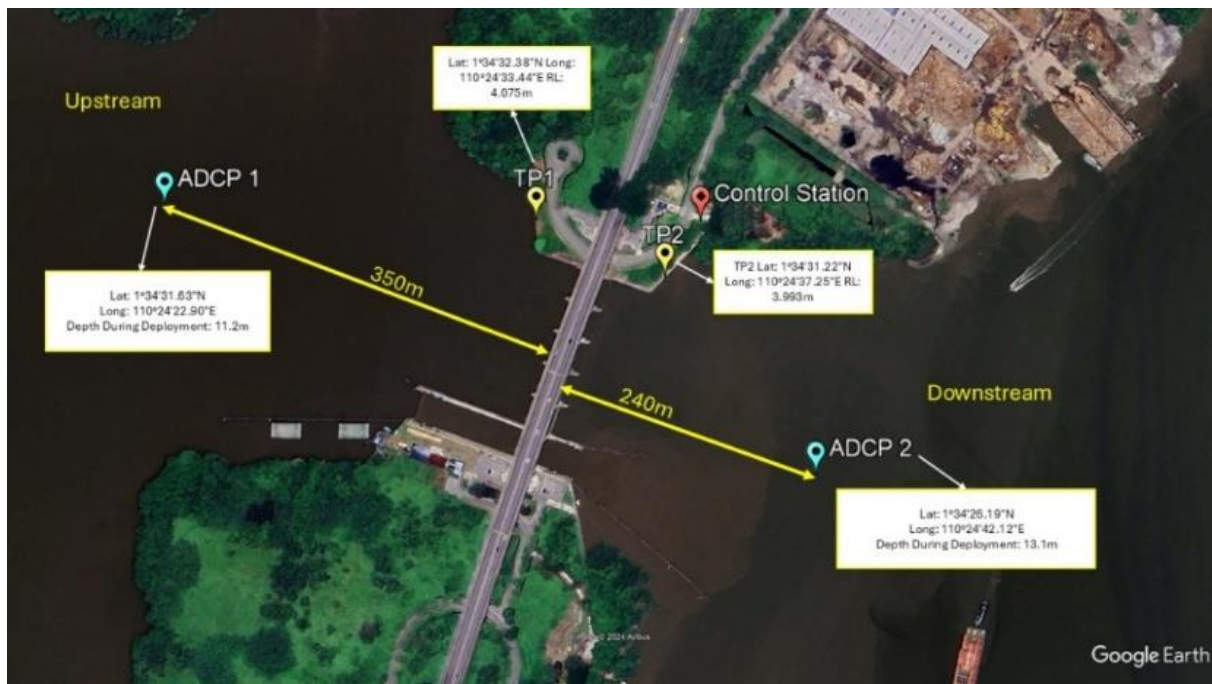 Lat: 1°34'32.38"N Long:
110°24'33.44"E RL:
4.075m
Upstream
ADCP 1
TP1
Control Station
TP2
TP2 Lat: 1°34'31.22"N
Long: 110°24'37.25"E RL:
3.993m
350m
Lat: 1°34'31.63"N
Long: 110°24'22.90"E
Depth During Deployment: 11.2m
240m
Downstream
ADCP 2
Lat: 1°34'26.19"N
Long: 110°24'42.12"E
Depth During Deployment: 13.1m
2024 Airbus
Google Earth